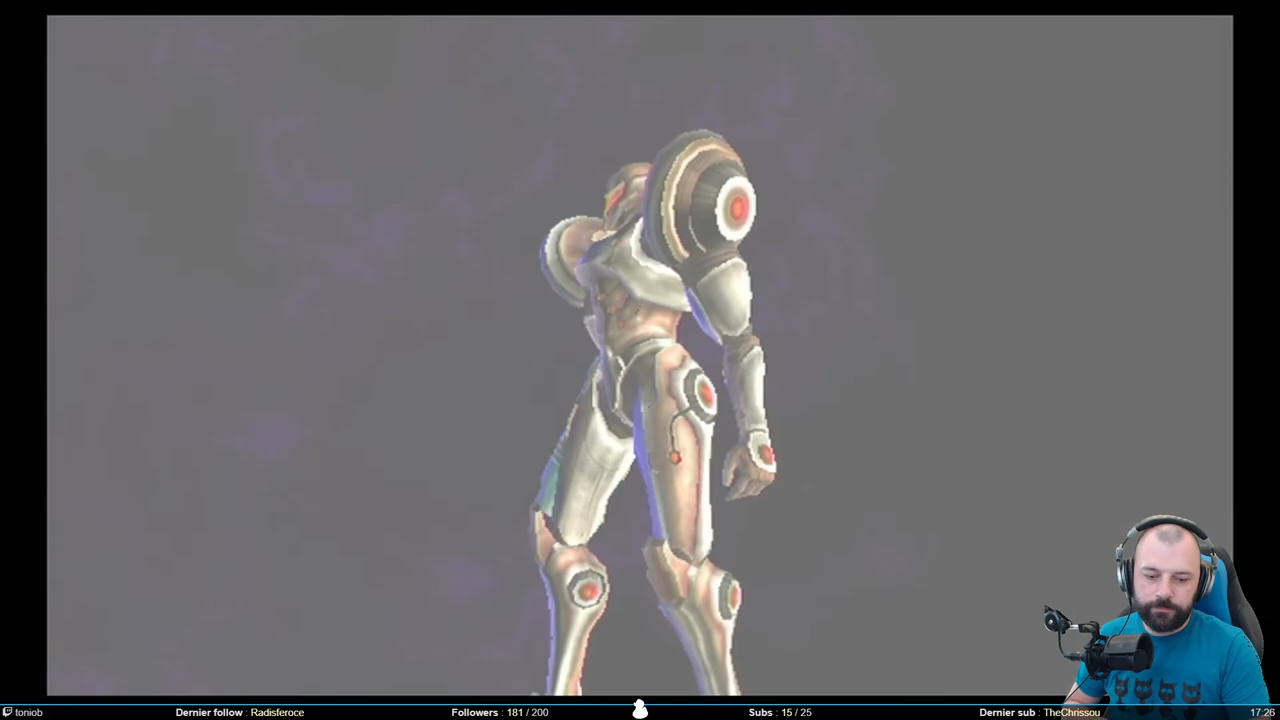 toniob Dernier follow : Radisferoce Followers : 181 / 200 Subs : 15 / 25 Dernier sub : TheChrissou 17:26